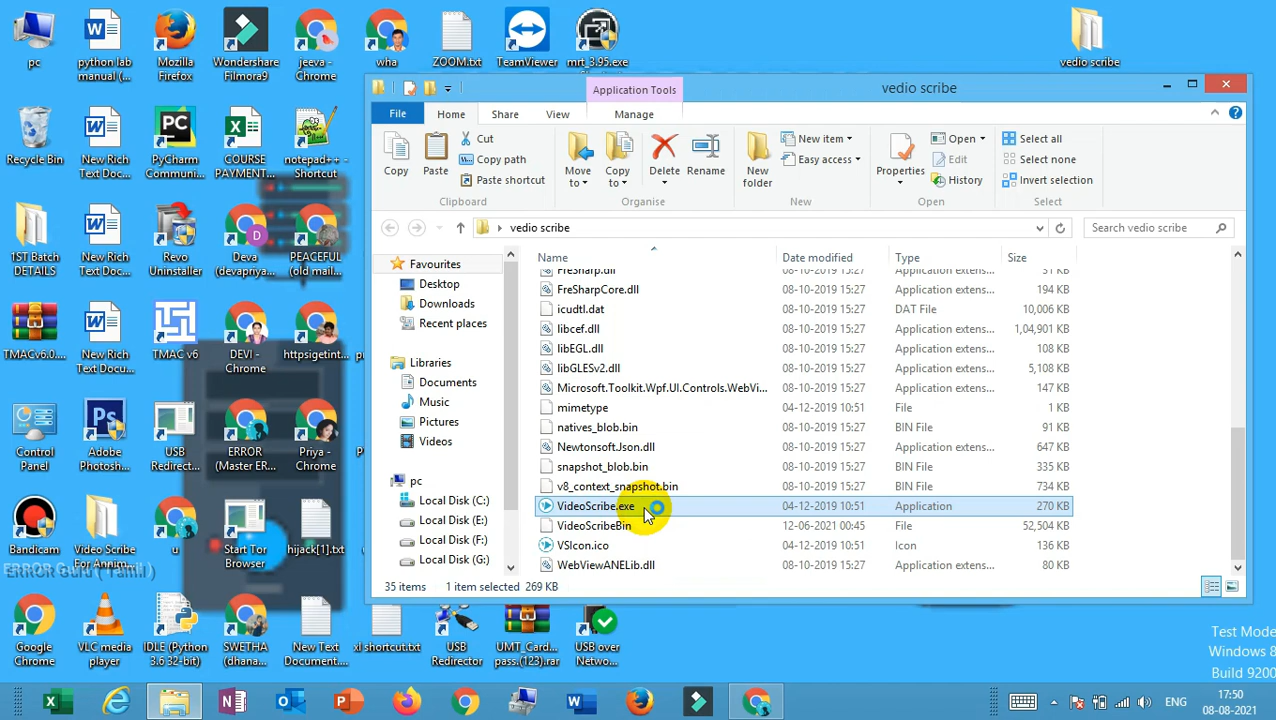 pc
python lab
manual (...
Mozilla
Firefox
Wondershare
Filmora9
jeeva -
Chrome
wha
ZOOM.txt
TeamViewer
mrt_3.95.exe
vedio scribe
Recycle Bin
New Rich
Text Doc...
PyCharm
Communi...
COURSE
PAYMENT...
notepad++ -
Shortcut
1ST Batch
DETAILS
New Rich
Text Doc...
Revo
Uninstaller
Deva
(devapriya...
PEACEFUL
(old mail...
TMACv6.0....
New Rich
Text Docu...
TMAC v6
DEVI -
Chrome
httpsigetint...
Control
Panel
Adobe
Photosh...
USB
Redirect...
ERROR
(Master ER...
Priya -
Chrome
Bandicam
Video Scribe
For Annim...
u
Start Tor
Browser
hijack[1].txt
ERROR Guru ( Tamil )
Google
Chrome
VLC media
player
IDLE (Python
3.6 32-bit)
SWETHA
(dhana...
New Text
Document....
xl shortcut.txt
USB
Redirector
UMT_Card...
pass.(123).rar
USB over
Netwo...
Application Tools
vedio scribe
File
Home
Share
View
Manage
Copy
Paste
Cut
Copy path
Paste shortcut
Clipboard
Move
to
Copy
to
Delete
Rename
Organise
New
folder
New item
Easy access
New
Properties
Open
Edit
History
Open
Select all
Select none
Invert selection
Select
vedio scribe
Search vedio scribe
Favourites
Desktop
Downloads
Recent places
Libraries
Documents
Music
Pictures
Videos
pc
Local Disk (C:)
Local Disk (E:)
Local Disk (F:)
Local Disk (G:)
Name Date modified Type Size
FreSharp.dll 08-10-2019 15:27 Application extens... 51 KB
FreSharpCore.dll 08-10-2019 15:27 Application extens... 194 KB
icudtl.dat 08-10-2019 15:27 DAT File 10,006 KB
libcef.dll 08-10-2019 15:27 Application extens... 1,04,901 KB
libEGL.dll 08-10-2019 15:27 Application extens... 108 KB
libGLESv2.dll 08-10-2019 15:27 Application extens... 5,108 KB
Microsoft.Toolkit.Wpf.UI.Controls.WebVi... 08-10-2019 15:27 Application extens... 147 KB
mimetype 04-12-2019 10:51 File 1 KB
natives_blob.bin 08-10-2019 15:27 BIN File 83 KB
Newtonsoft.Json.dll 08-10-2019 15:27 Application extens... 647 KB
snapshot_blob.bin 08-10-2019 15:27 BIN File 335 KB
v8_context_snapshot.bin 08-10-2019 15:27 BIN File 734 KB
VideoScribe.exe 04-12-2019 10:51 Application 270 KB
VideoScribeBin 12-06-2021 00:45 File 52,504 KB
VSIcon.ico 04-12-2019 10:51 Icon 136 KB
WebViewANELib.dll 08-10-2019 15:27 Application extens... 80 KB
35 items 1 item selected 269 KB
Test Mode
Windows 8
Build 9200
ENG
17:50
08-08-2021